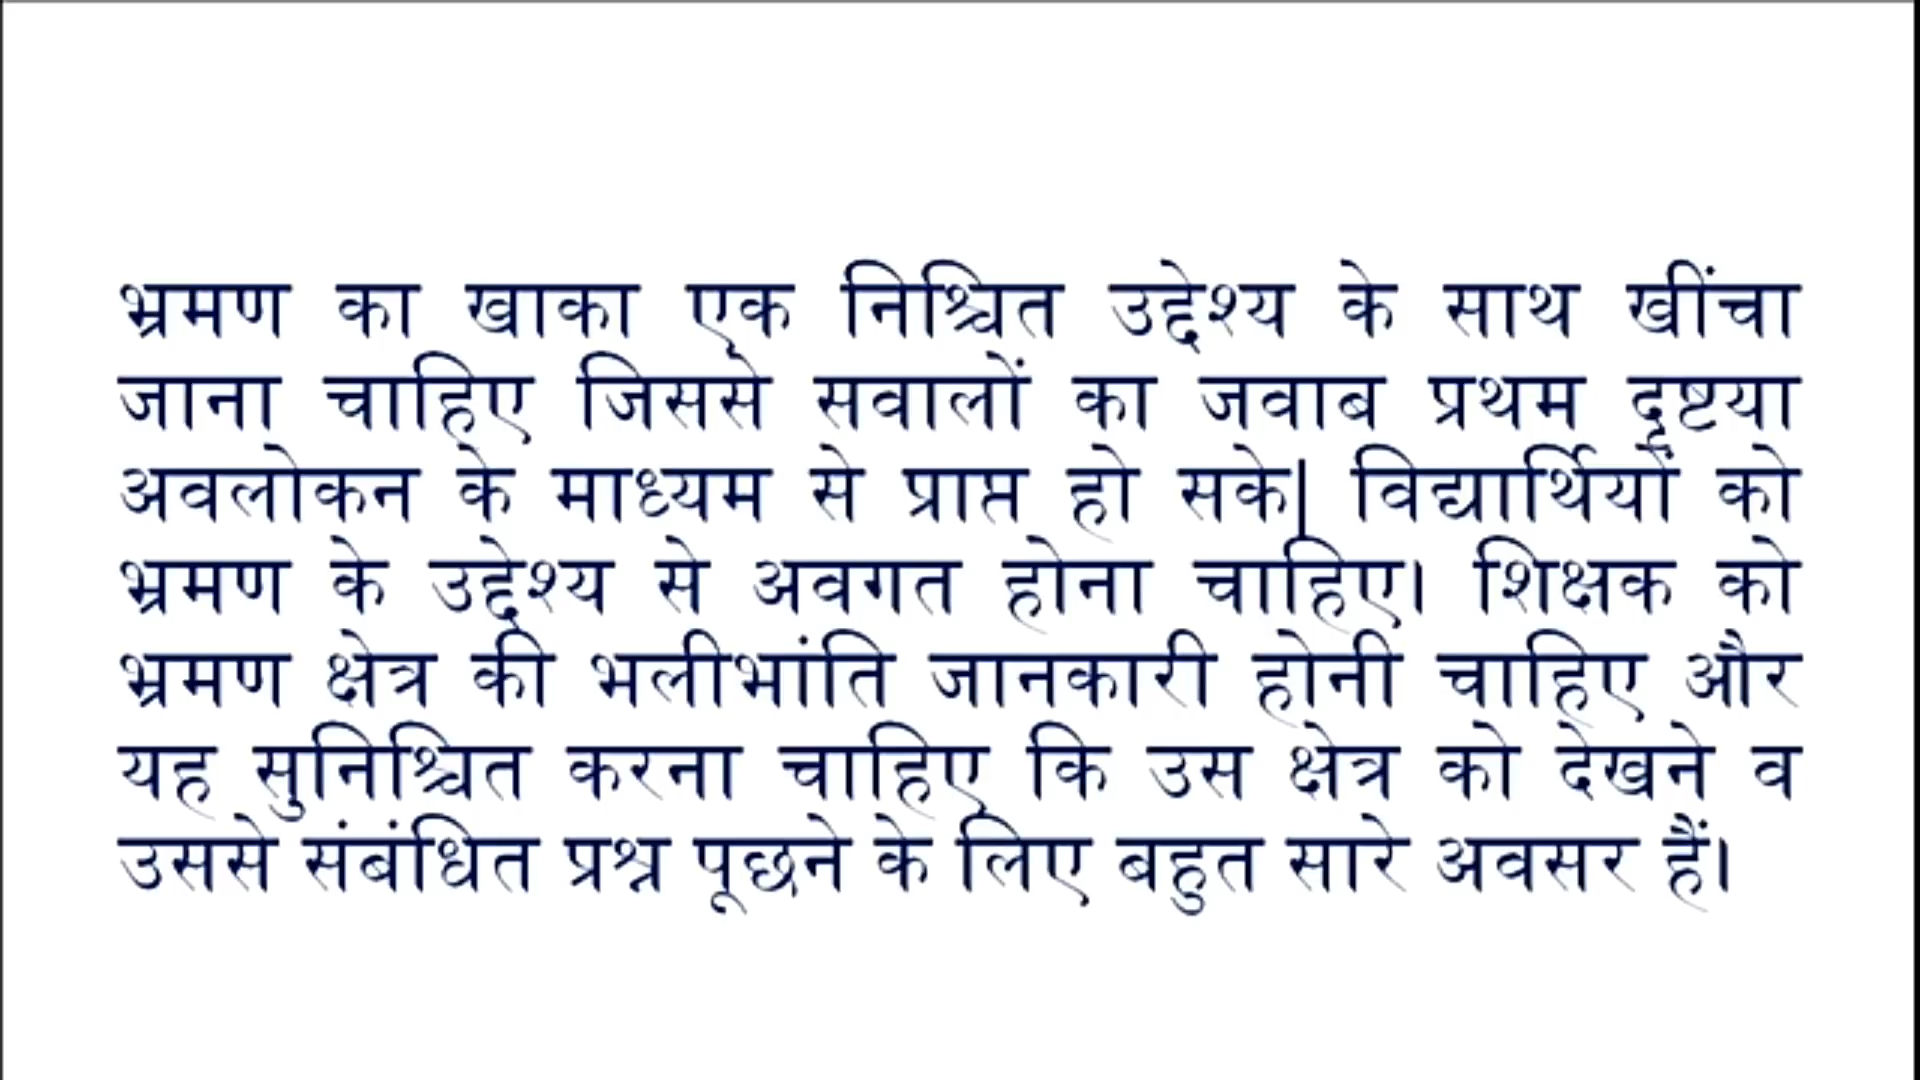 भ्रमण का खाका एक निश्चित उद्देश्य के साथ खींचा
जाना चाहिए जिससे सवालों का जवाब प्रथम दृष्टया
अवलोकन के माध्यम से प्राप्त हो सके| विद्यार्थियों को
भ्रमण के उद्देश्य से अवगत होना चाहिए। शिक्षक को
भ्रमण क्षेत्र की भलीभांति जानकारी होनी चाहिए और
यह सुनिश्चित करना चाहिए कि उस क्षेत्र को देखने व
उससे संबंधित प्रश्न पूछने के लिए बहुत सारे अवसर हैं।